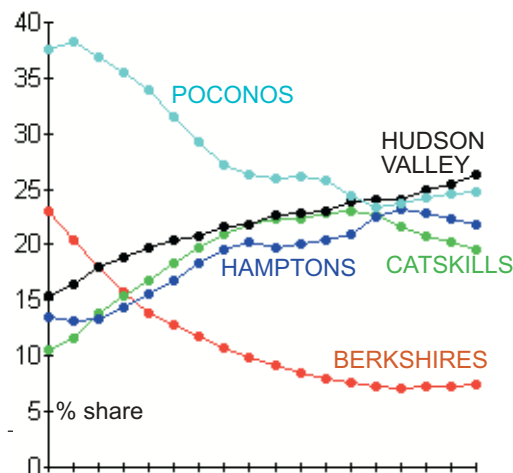 40
35
30
25
20
15
10
5
0
POCONOS
HUDSON
VALLEY
HAMPTONS
CATSKILLS
BERKSHIRES
% share